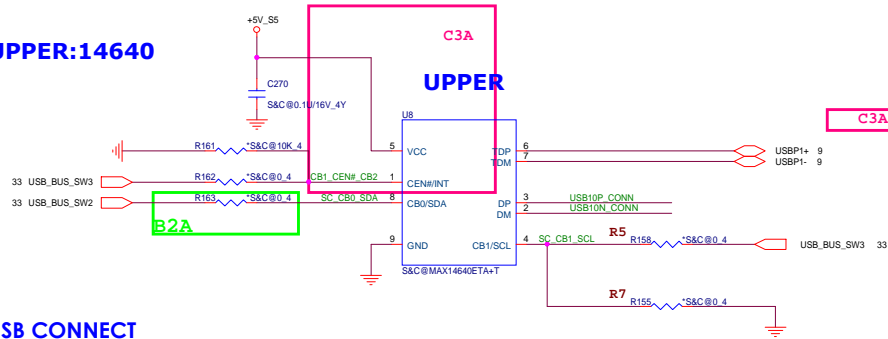 +5V_S5
C3A
UPPER:14640
UPPER
C270
S&C@0.1U/16V_4Y
U8
C3A
R161 *S&C@10K_4
5 VCC
TDP 6
USBP1+ 9
TDM 7
USBP1- 9
33 USB_BUS_SW3
R162 *S&C@0_4
CB1_CEN#_CB2
1 CEN#/INT
33 USB_BUS_SW2
R163 *S&C@0_4
SC_CB0_SDA
8 CB0/SDA
DP 3
USB10P_CONN
DM 2
USB10N_CONN
B2A
R5
9 GND
CB1/SCL 4
SC_CB1_SCL
R158 *S&C@0_4
USB_BUS_SW3 33
S&C@MAX14640ETA+T
R7
R155 *S&C@0_4
SB CONNECT